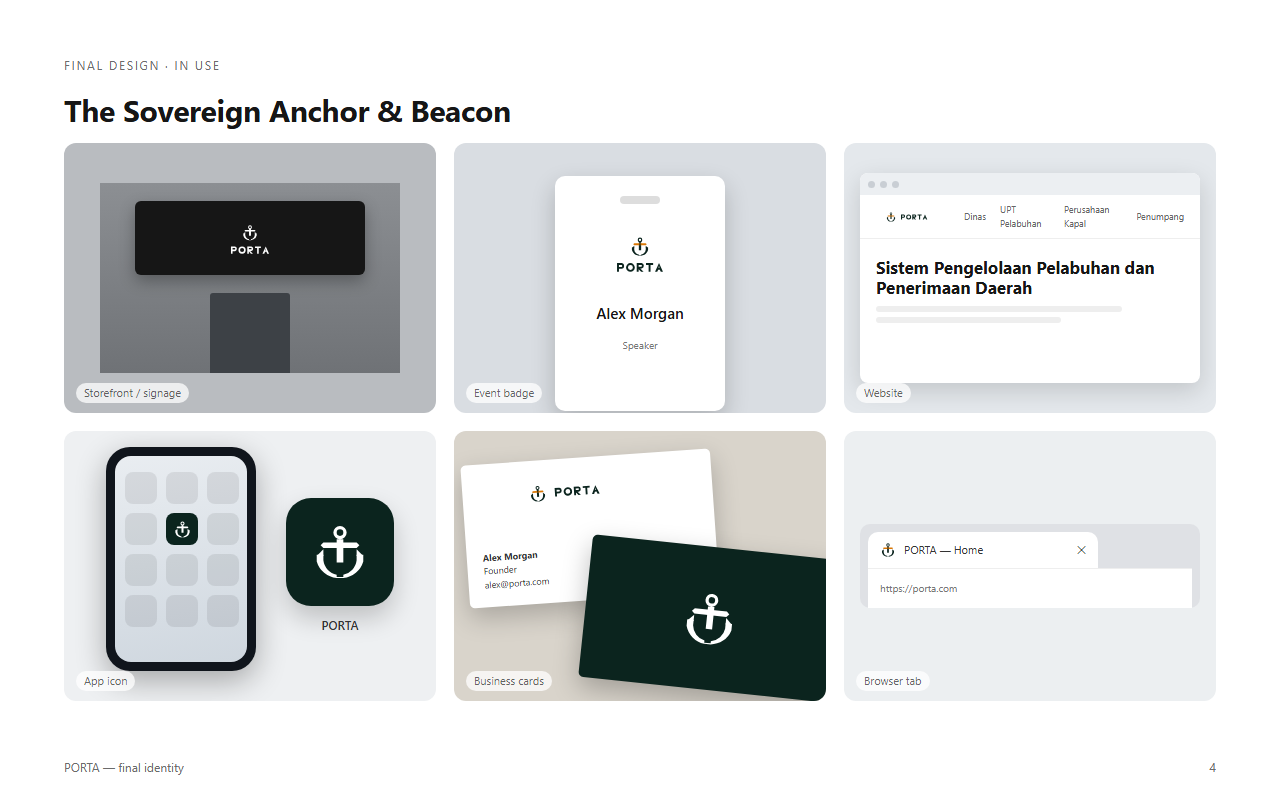 FINAL DESIGN · IN USE
The Sovereign Anchor & Beacon
PORTA
Storefront / signage
PORTA
Alex Morgan
Speaker
Event badge
PORTA
Dinas
UPT
Pelabuhan
Perusahaan
Kapal
Penumpang
Sistem Pengelolaan Pelabuhan dan
Penerimaan Daerah
Website
PORTA
App icon
PORTA
Alex Morgan
Founder
alex@porta.com
Business cards
PORTA — Home
https://porta.com
Browser tab
PORTA — final identity
4